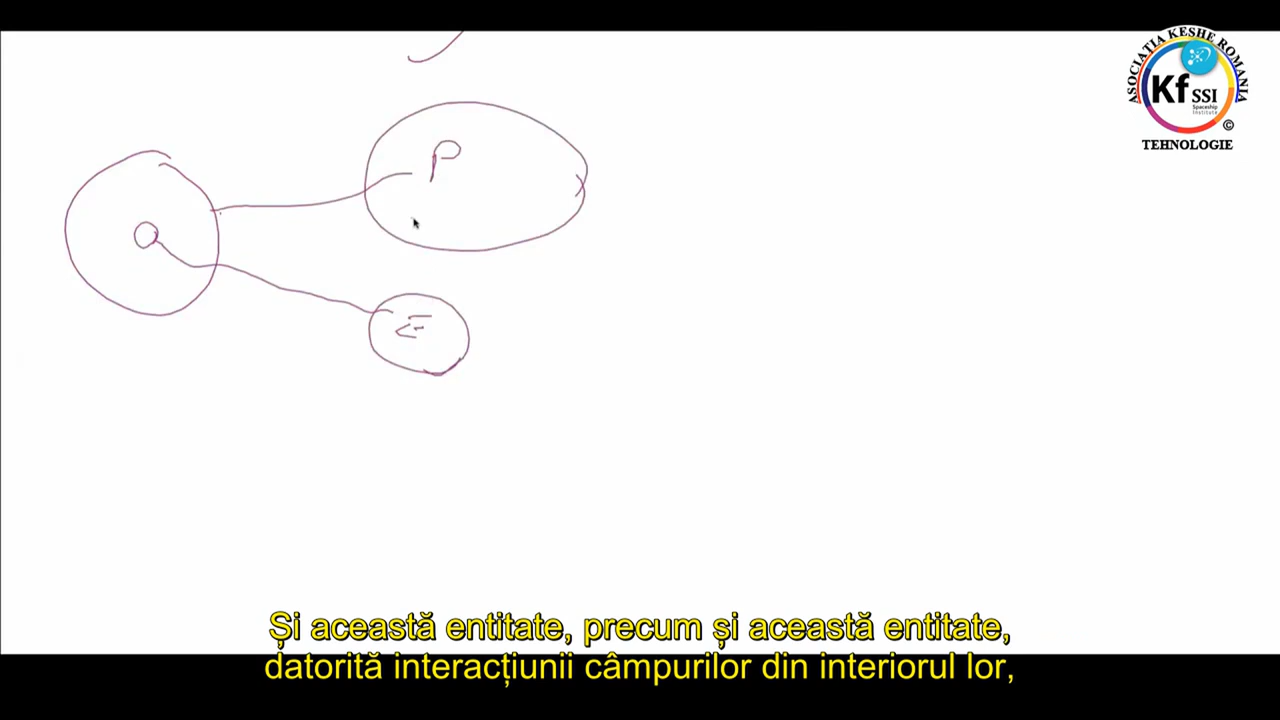 ASOCIATIA KESHE ROMANIA
Kf SSI
Spaceship
Institute
©
TEHNOLOGIE
P
E
Și această entitate, precum și această entitate,
datorită interacțiunii câmpurilor din interiorul lor,